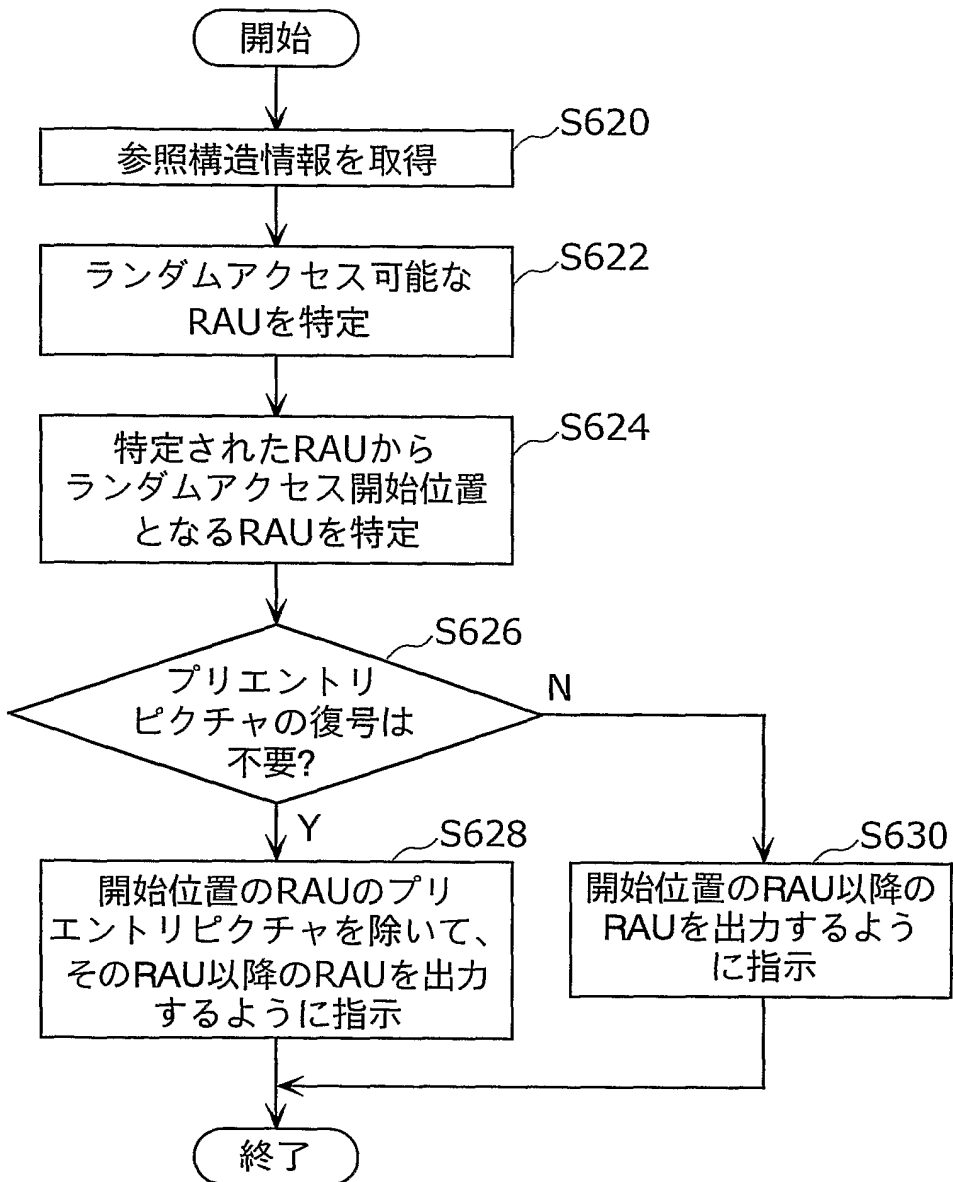 開始
S620
参照構造情報を取得
S622
ランダムアクセス可能な
RAUを特定
S624
特定されたRAUから
ランダムアクセス開始位置
となるRAUを特定
S626
プリエントリ
ピクチャの復号は
不要?
N
Y
S628
開始位置のRAUのプリ
エントリピクチャを除いて、
そのRAU以降のRAUを出力
するように指示
S630
開始位置のRAU以降の
RAUを出力するよう
に指示
終了